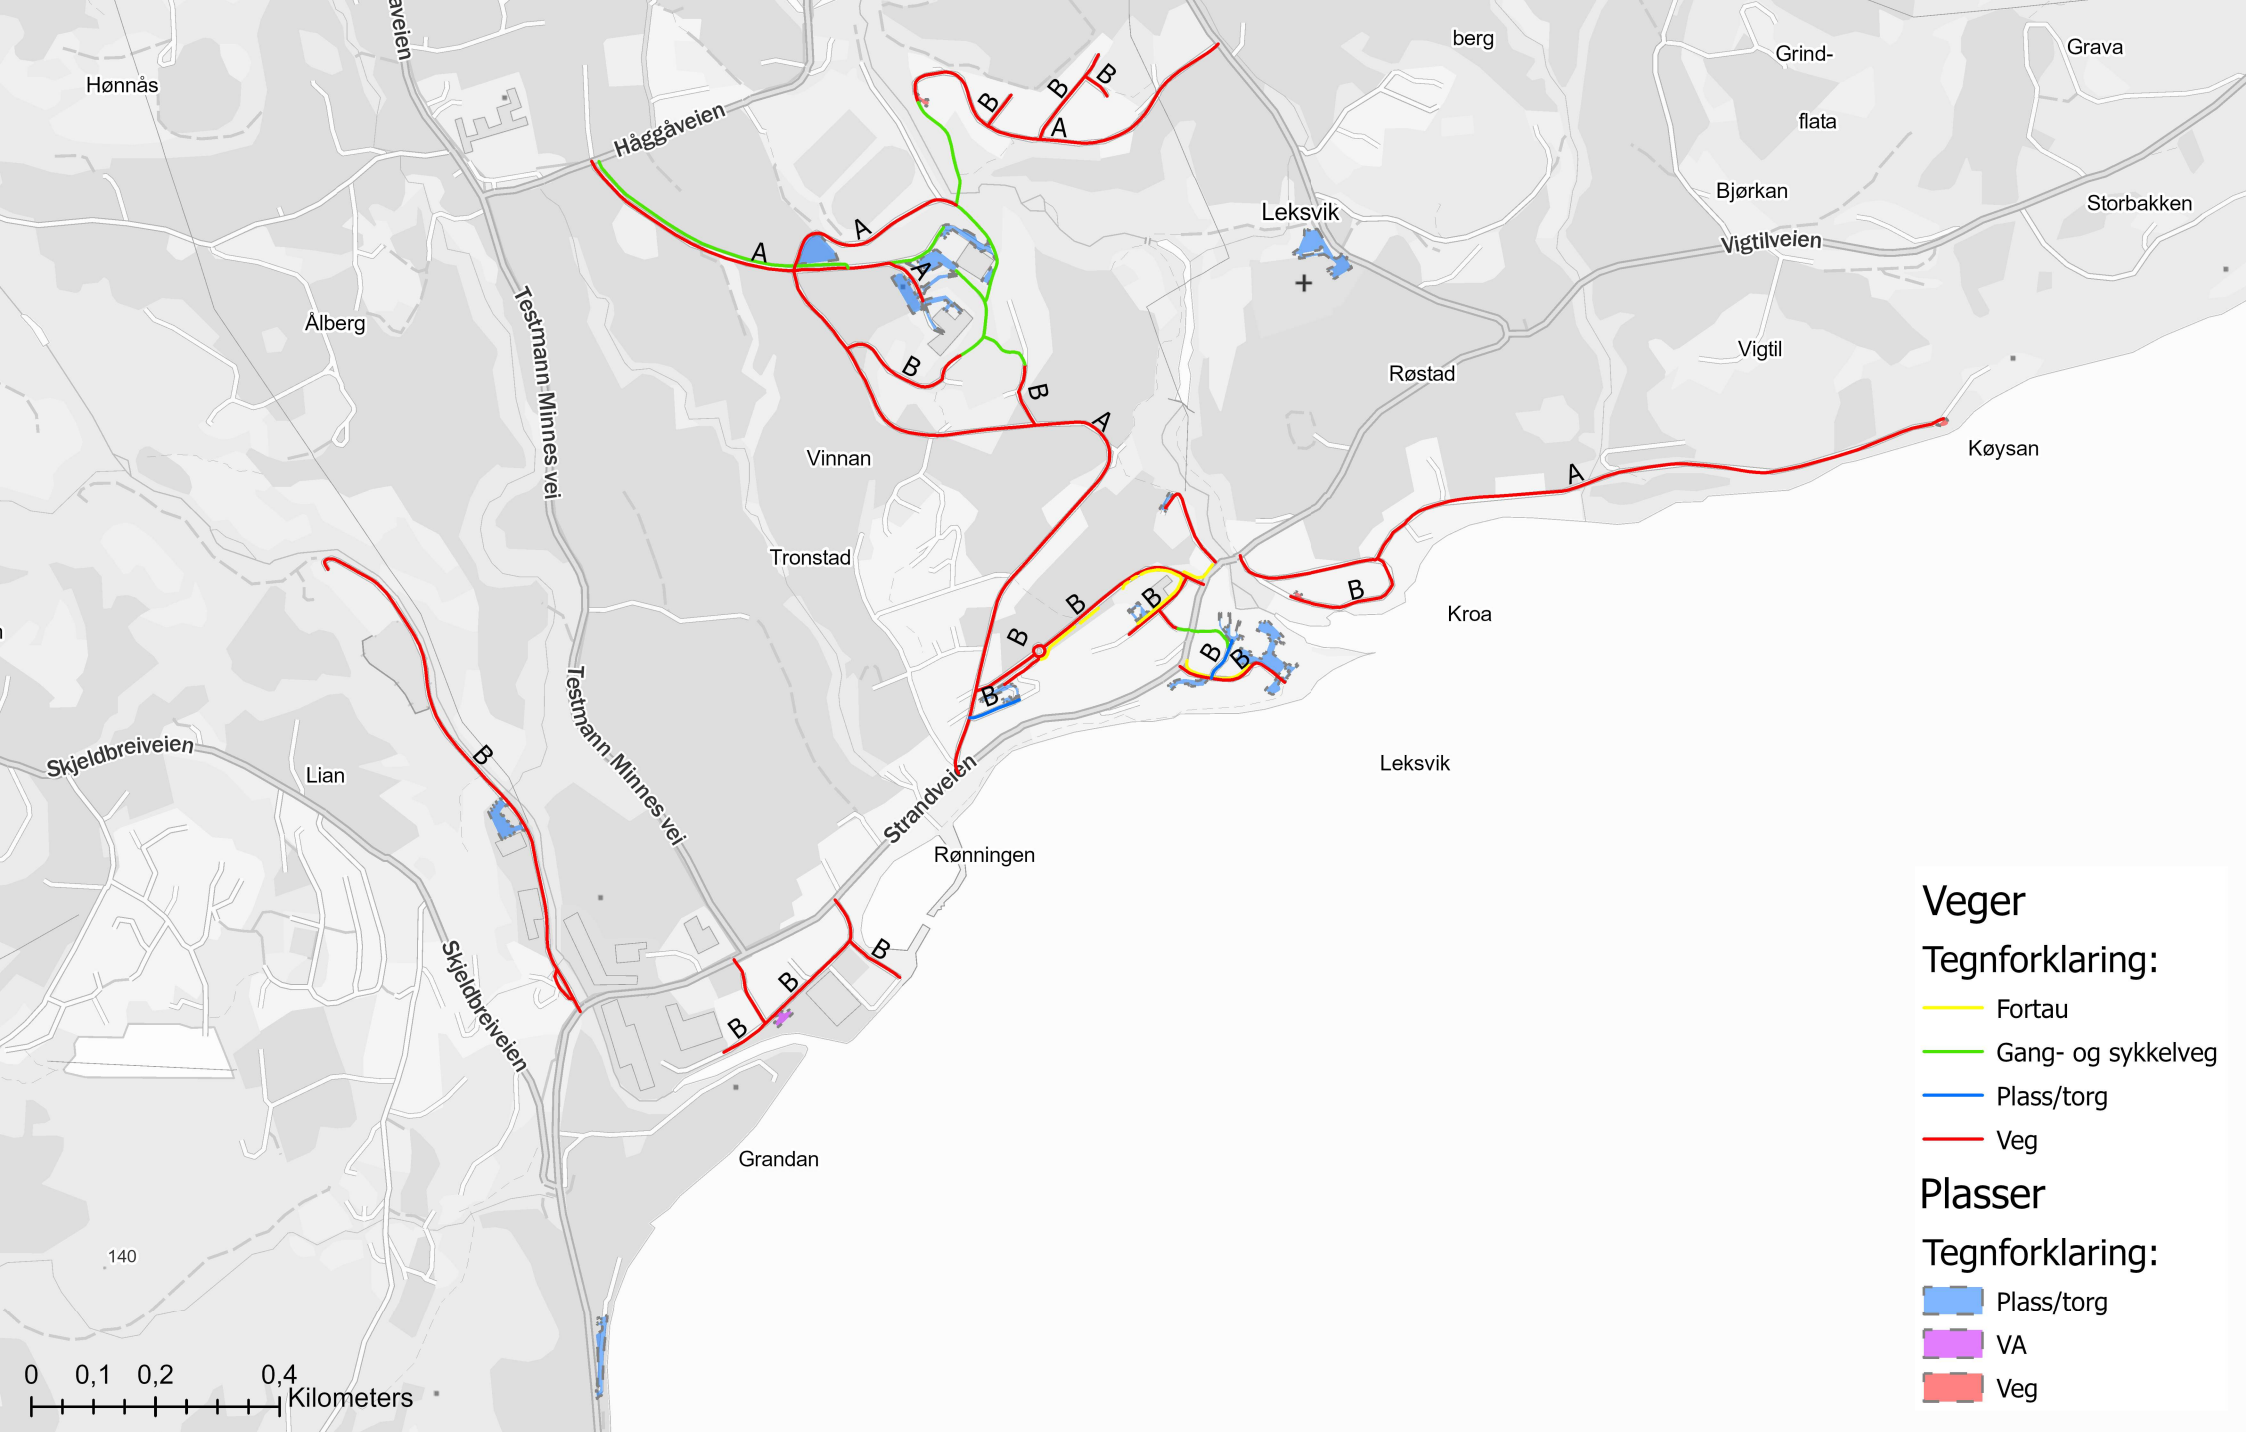 aveien
berg
Grind-
Grava
Hønnås
B
B
B
A
flata
Håggåveien
Bjørkan
Storbakken
Leksvik
Vigtilveien
A
A
A
Testmann Minnes vei
Ålberg
Vigtil
B
B
Røstad
A
Vinnan
Køysan
A
Tronstad
B
B
B
B
Kroa
B
B
B
Testmann Minnes vei
Skjeldbreiveien
B
Lian
Leksvik
Strandveien
Rønningen
Skjeldbreiveien
B
B
B
Grandan
140
Veger
Tegnforklaring:
Fortau
Gang- og sykkelveg
Plass/torg
Veg
Plasser
Tegnforklaring:
Plass/torg
VA
Veg
0 0,1 0,2 0,4
Kilometers